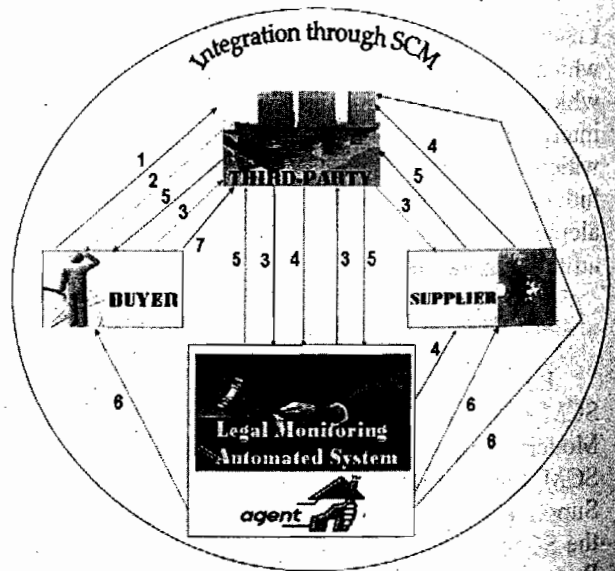 Integration through SCM
THIRD-PARTY
1
2
5
3
7
4
5
3
BUYER
SUPPLIER
5
3
4
3
5
4
6
6
6
Legal Monitoring
Automated System
agent